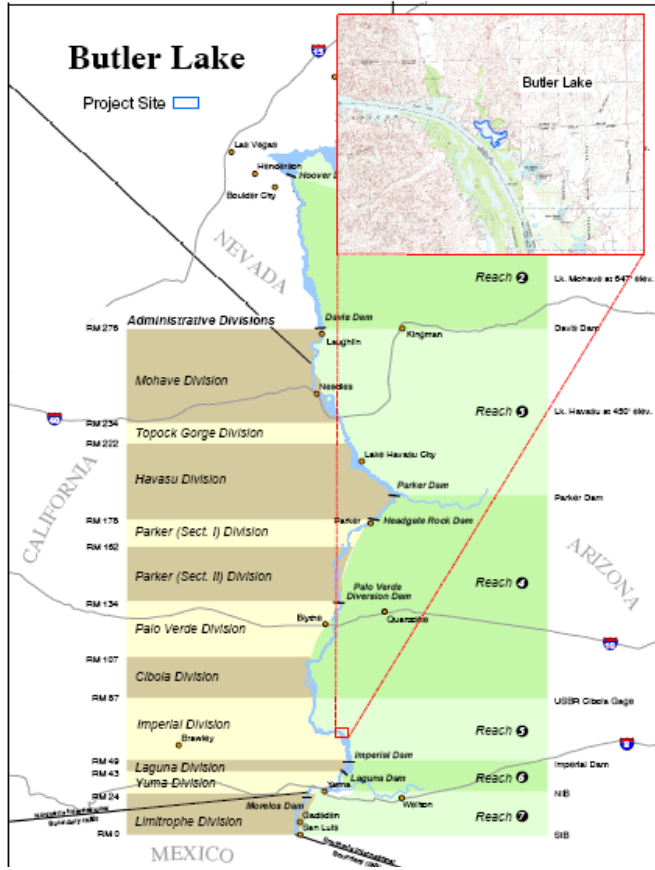 Butler Lake
Project Site
Butler Lake
15
Las Vegas
Henderson
Hoover
Boulder City
NEVADA
Reach 2
Lk. Mohave at 647' elev.
Administrative Divisions
Davis Dam
RM 276
Laughlin
Kingman
Davis Dam
Mohave Division
Needles
40
RM 234
Topock Gorge Division
RM 222
Reach 3
Lk. Havasu at 450' elev.
Lake Havasu City
Havasu Division
Parker Dam
Parker Dam
CALIFORNIA
RM 176
Parker
Headgate Rock Dam
Parker (Sect. I) Division
RM 162
ARIZONA
Parker (Sect. II) Division
Reach 4
RM 134
Palo Verde
Diversion Dam
Blythe
Quartzsite
Palo Verde Division
10
RM 107
Cibola Division
RM 87
USBR Cibola Gage
Imperial Division
Brawley
Reach 5
8
Imperial Dam
Imperial Dam
RM 49
Laguna Division
RM 43
Laguna Dam
Reach 6
Yuma Division
Yuma
NIB
RM 24
Morelos Dam
Wellton
Gadsden
Limitrophe Division
San Luis
Reach 7
RM 0
SIB
MEXICO